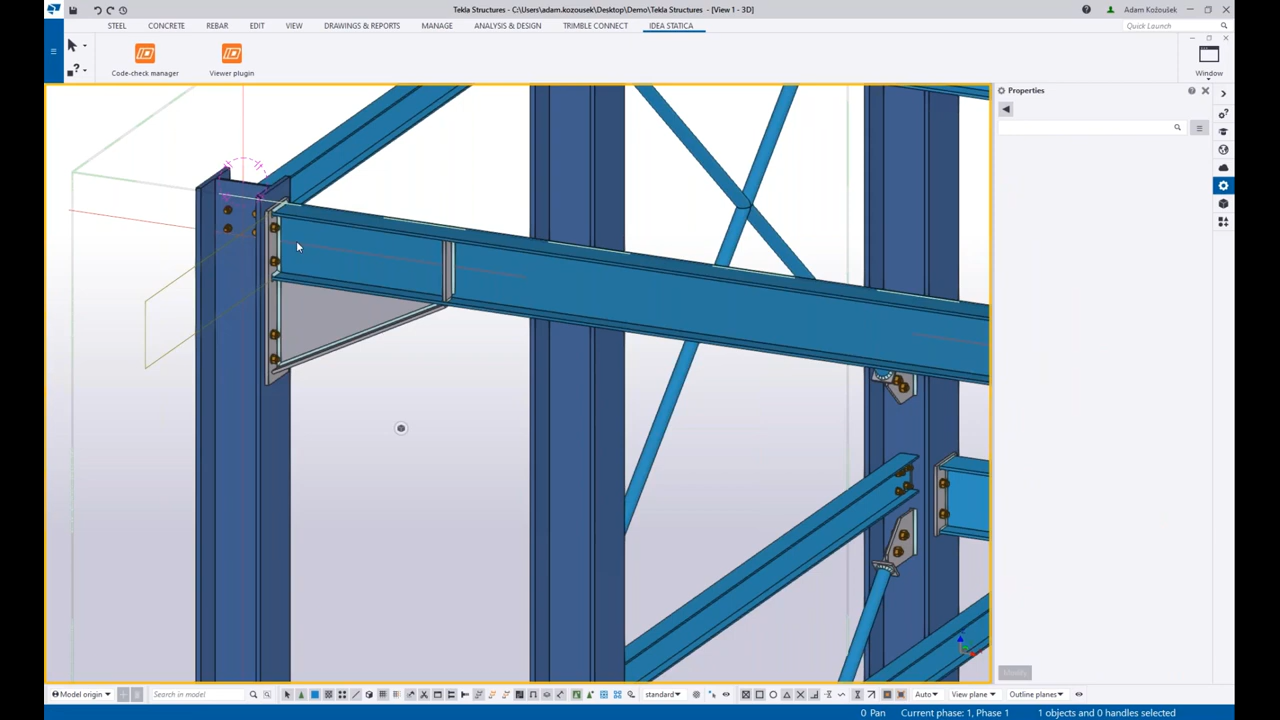 Tekla Structures - C:\Users\adam.kozousek\Desktop\Demo\Tekla Structures - [View 1 - 3D]
Adam Kožoušek
STEEL CONCRETE REBAR EDIT VIEW DRAWINGS & REPORTS MANAGE ANALYSIS & DESIGN TRIMBLE CONNECT IDEA STATICA Quick Launch
Code-check manager Viewer plugin Window
Properties
Modify
Model origin Search in model standard Auto View plane Outline planes
0 Pan Current phase: 1, Phase 1 1 objects and 0 handles selected